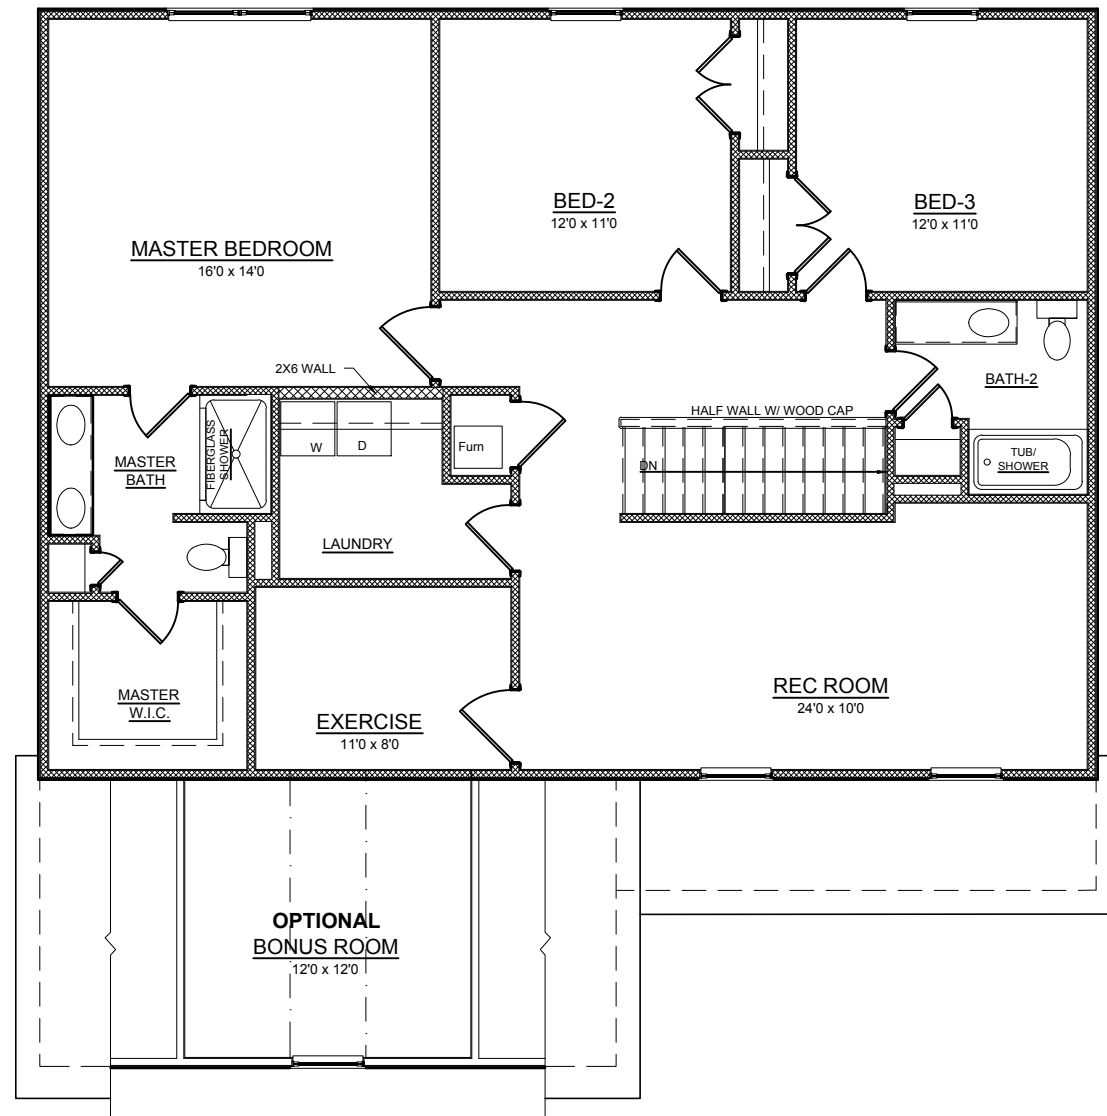 BED-2
12'0 x 11'0
BED-3
12'0 x 11'0
MASTER BEDROOM
16'0 x 14'0
2X6 WALL
BATH-2
HALF WALL W/ WOOD CAP
DN
TUB/
SHOWER
W
D
Furn
MASTER
BATH
FIBERGLASS
SHOWER
LAUNDRY
MASTER
W.I.C.
EXERCISE
11'0 x 8'0
REC ROOM
24'0 x 10'0
OPTIONAL
BONUS ROOM
12'0 x 12'0